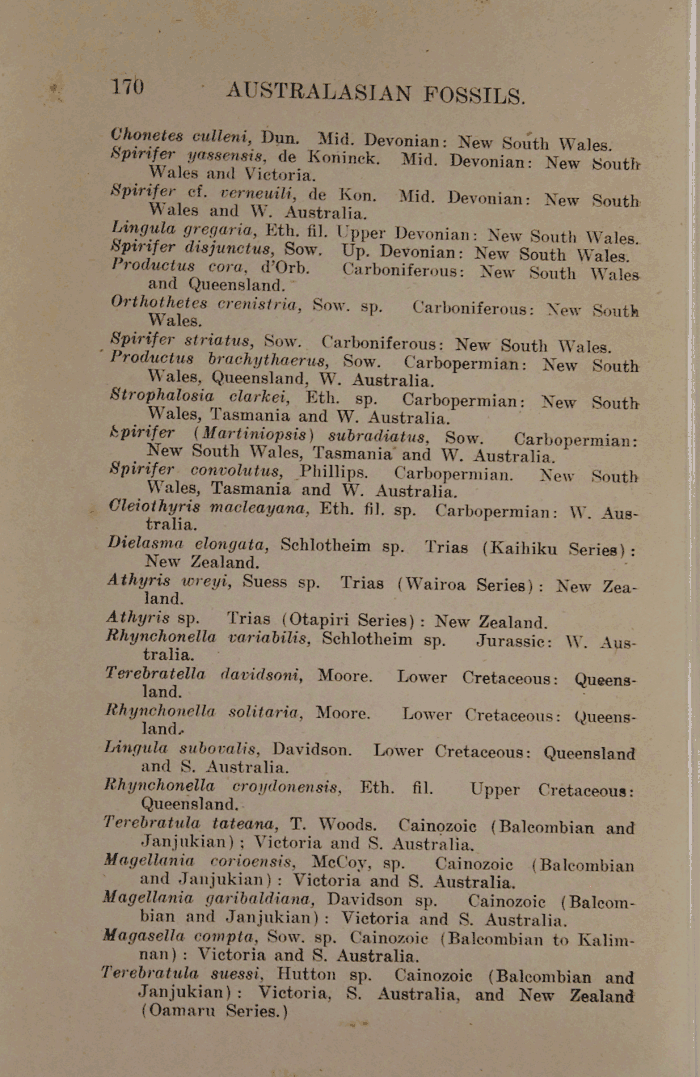 170 AUSTRALASIAN FOSSILS.
Chonetes culleni, Dun. Mid. Devonian: New South Wales.
Spirifer yassensis, de Koninck. Mid. Devonian: New South
Wales and Victoria.
Spirifer cf. verneuili, de Kon. Mid. Devonian: New South
Wales and W. Australia.
Lingula gregaria, Eth. fil. Upper Devonian: New South Wales.
Spirifer disjunctus, Sow. Up. Devonian: New South Wales.
Productus cora, d'Orb. Carboniferous: New South Wales
and Queensland.
Orthothetes crenistria, Sow. sp. Carboniferous: New South
Wales.
Spirifer striatus, Sow. Carboniferous: New South Wales.
Productus brachythaerus, Sow. Carbopermian: New South
Wales, Queensland, W. Australia.
Strophalosia clarkei, Eth. sp. Carbopermian: New South
Wales, Tasmania and W. Australia.
Spirifer (Martiniopsis) subradiatus, Sow. Carbopermian:
New South Wales, Tasmania and W. Australia.
Spirifer convolutus, Phillips. Carbopermian. New South
Wales, Tasmania and W. Australia.
Cleiothyris macleayana, Eth. fil. sp. Carbopermian: W. Aus-
tralia.
Dielasma elongata, Schlotheim sp. Trias (Kaihiku Series):
New Zealand.
Athyris wreyi, Suess sp. Trias (Wairoa Series): New Zea-
land.
Athyris sp. Trias (Otapiri Series): New Zealand.
Rhynchonella variabilis, Schlotheim sp. Jurassic: W. Aus-
tralia.
Terebratella davidsoni, Moore. Lower Cretaceous: Queens-
land.
Rhynchonella solitaria, Moore. Lower Cretaceous: Queens-
land.
Lingula subovalis, Davidson. Lower Cretaceous: Queensland
and S. Australia.
Rhynchonella croydonensis, Eth. fil. Upper Cretaceous:
Queensland.
Terebratula tateana, T. Woods. Cainozoic (Balcombian and
Janjukian); Victoria and S. Australia.
Magellania corioensis, McCoy, sp. Cainozoic (Balcombian
and Janjukian): Victoria and S. Australia.
Magellania garibaldiana, Davidson sp. Cainozoic (Balcom-
bian and Janjukian): Victoria and S. Australia.
Magasella compta, Sow. sp. Cainozoic (Balcombian to Kalim-
nan): Victoria and S. Australia.
Terebratula suessi, Hutton sp. Cainozoic (Balcombian and
Janjukian): Victoria, S. Australia, and New Zealand
(Oamaru Series.)